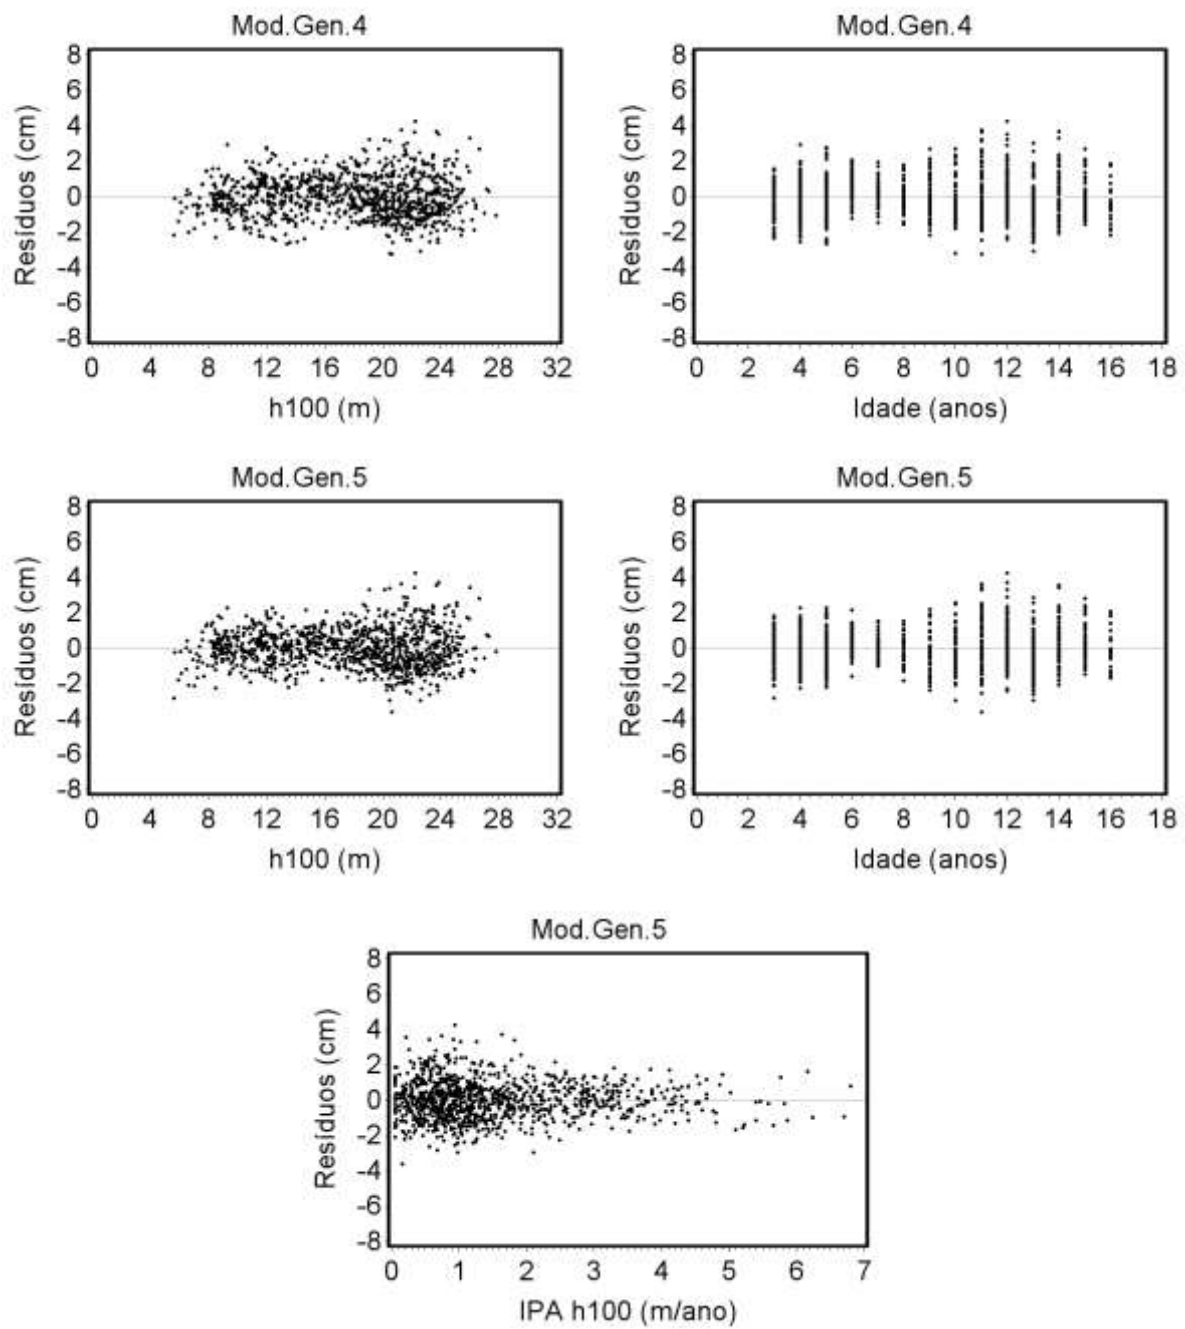 Mod.Gen.4
8
6
4
2
0
-2
-4
-6
-8
Resíduos (cm)
0 4 8 12 16 20 24 28 32
h100 (m)
Mod.Gen.4
8
6
4
2
0
-2
-4
-6
-8
Resíduos (cm)
0 2 4 6 8 10 12 14 16 18
Idade (anos)
Mod.Gen.5
8
6
4
2
0
-2
-4
-6
-8
Resíduos (cm)
0 4 8 12 16 20 24 28 32
h100 (m)
Mod.Gen.5
8
6
4
2
0
-2
-4
-6
-8
Resíduos (cm)
0 2 4 6 8 10 12 14 16 18
Idade (anos)
Mod.Gen.5
8
6
4
2
0
-2
-4
-6
-8
Resíduos (cm)
0 1 2 3 4 5 6 7
IPA h100 (m/ano)